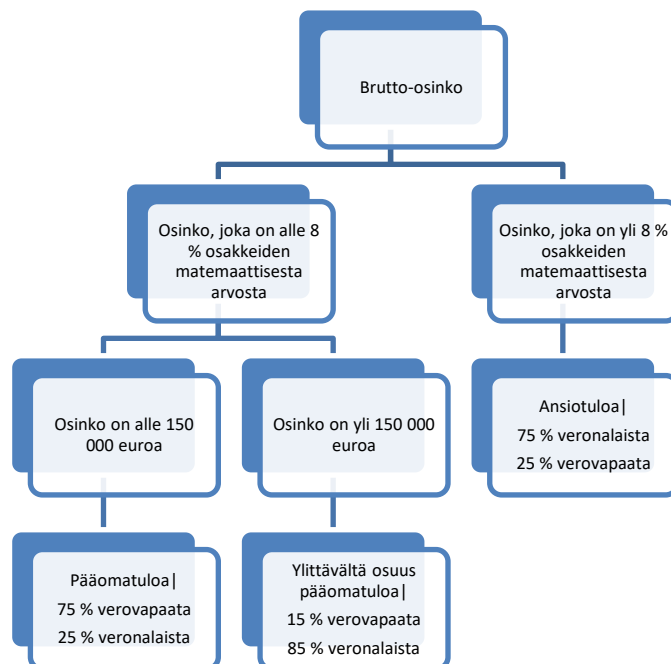 Brutto-osinko
Osinko, joka on alle 8
% osakkeiden
matemaattisesta
arvosta
Osinko, joka on yli 8 %
osakkeiden
matemaattisesta
arvosta
Osinko on alle 150
000 euroa
Osinko on yli 150 000
euroa
Ansiotuloa|
75 % veronalaista
25 % verovapaata
Pääomatuloa|
75 % verovapaata
25 % veronalaista
Ylittävältä osuus
pääomatuloa|
15 % verovapaata
85 % veronalaista